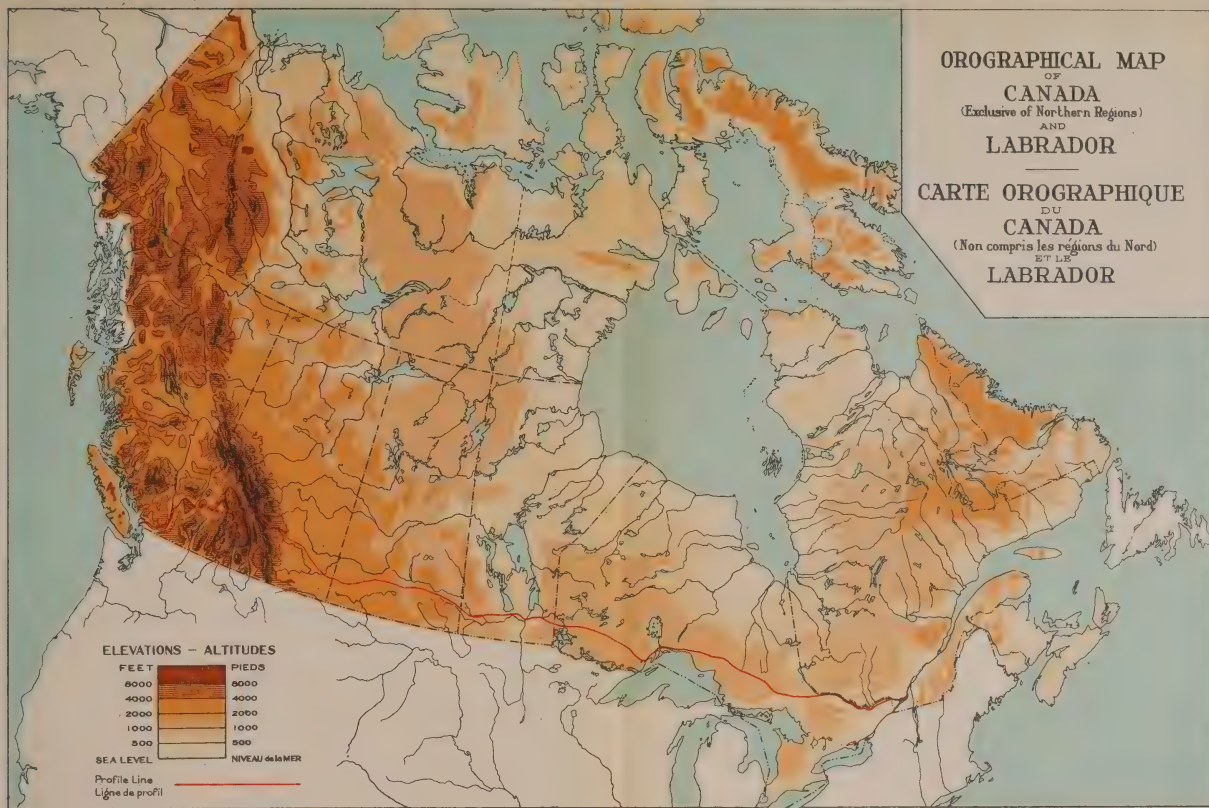 OROGRAPHICAL MAP
OF
CANADA
(Exclusive of Northern Regions)
AND
LABRADOR
CARTE OROGRAPHIQUE
DU
CANADA
(Non compris les régions du Nord)
ET LE
LABRADOR
ELEVATIONS – ALTITUDES
FEET PIEDS
8000 8000
4000 4000
2000 2000
1000 1000
500 500
SEA LEVEL NIVEAU de la MER
Profile Line
Ligne de profil